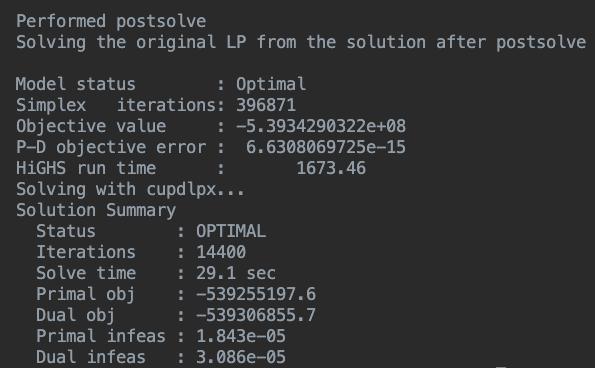 Performed postsolve
Solving the original LP from the solution after postsolve

Model status        : Optimal
Simplex   iterations: 396871
Objective value     : -5.3934290322e+08
P-D objective error :  6.6308069725e-15
HiGHS run time      :       1673.46
Solving with cupdlpx...
Solution Summary
  Status        : OPTIMAL
  Iterations    : 14400
  Solve time    : 29.1 sec
  Primal obj    : -539255197.6
  Dual obj      : -539306855.7
  Primal infeas : 1.843e-05
  Dual infeas   : 3.086e-05